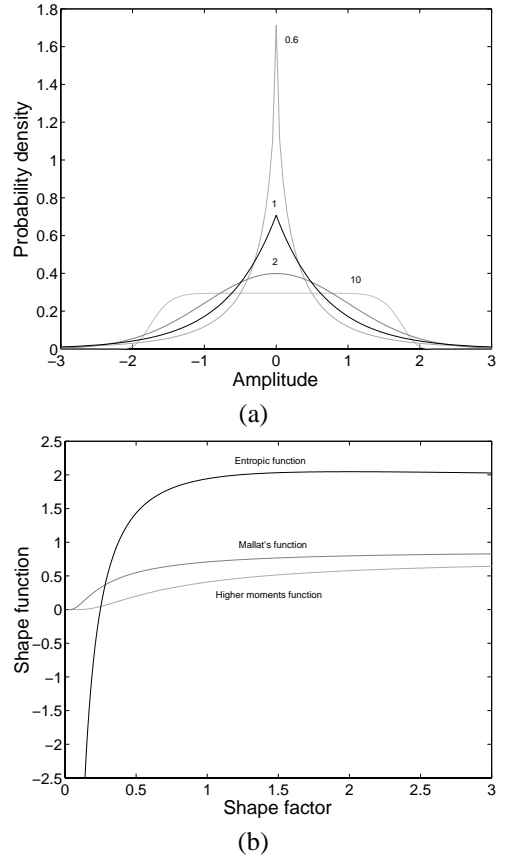 1.8
1.6
1.4
1.2
1
0.8
0.6
0.4
0.2
0
Probability density
0.6
1
2
10
−3 −2 −1 0 1 2 3
Amplitude
(a)
2.5
2
1.5
1
0.5
0
−0.5
−1
−1.5
−2
−2.5
Shape function
Entropic function
Mallat's function
Higher moments function
0 0.5 1 1.5 2 2.5 3
Shape factor
(b)